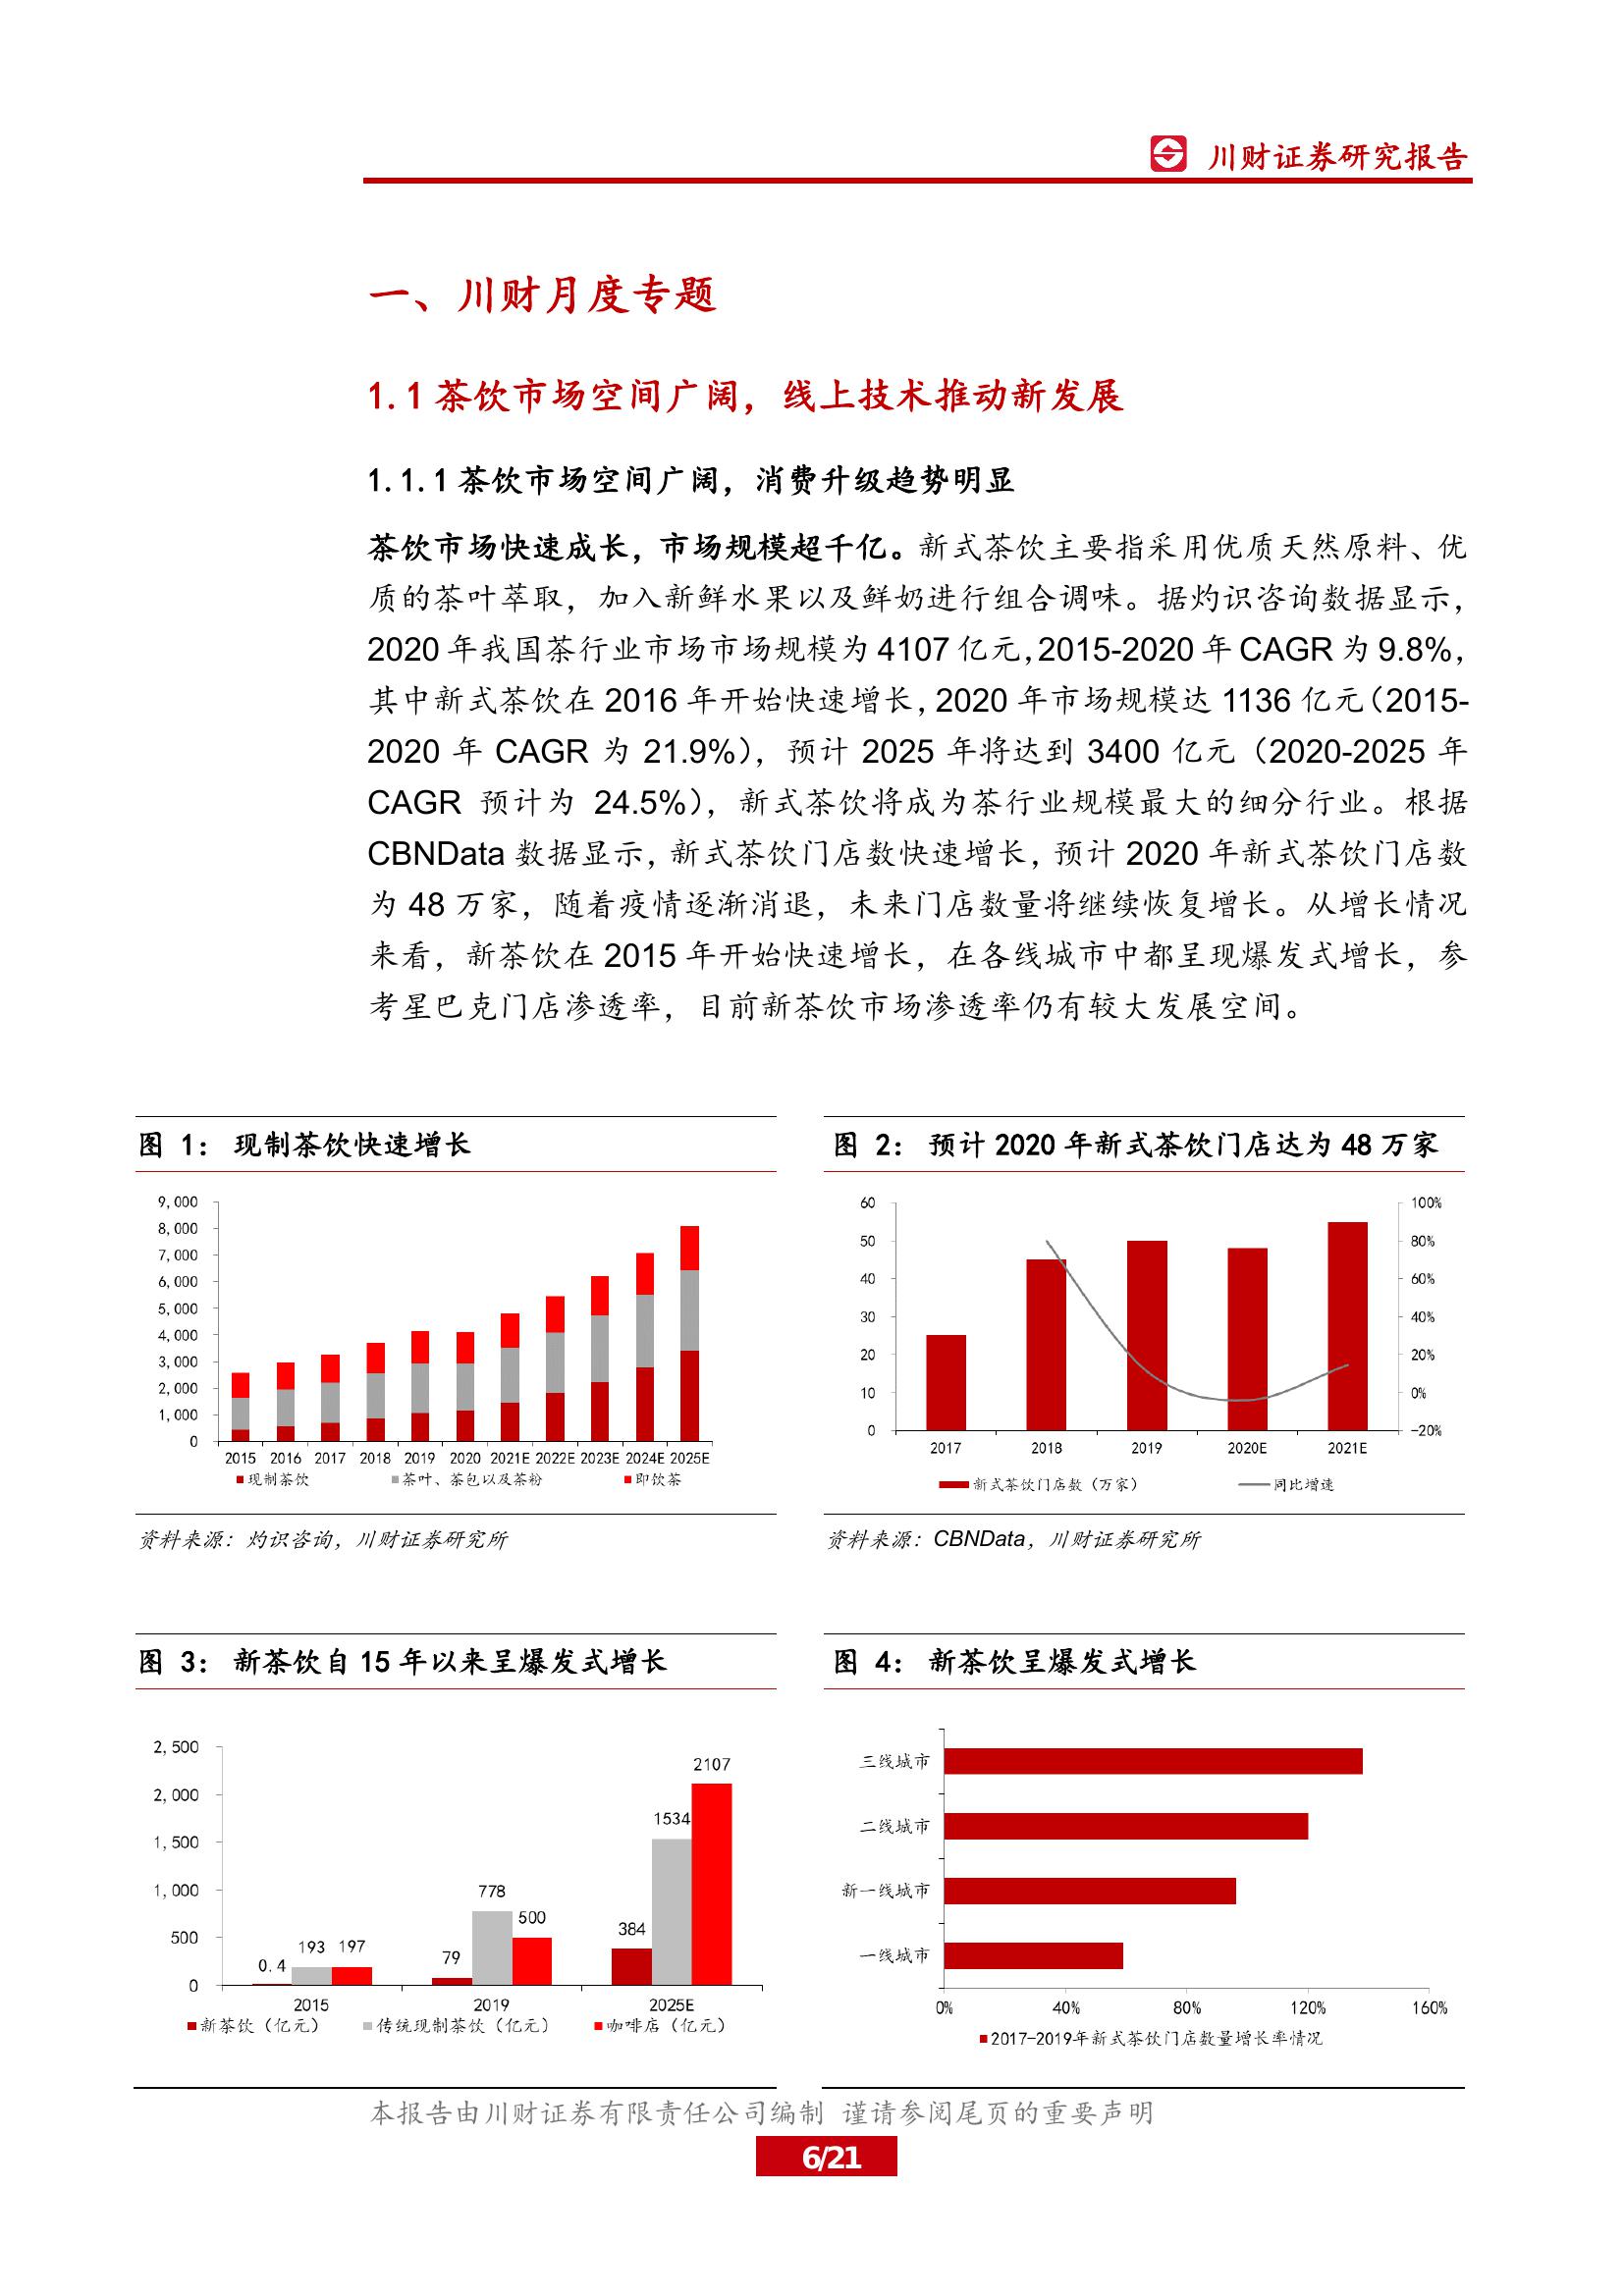 川财证券研究报告
一、川财月度专题
1.1 茶饮市场空间广阔，线上技术推动新发展
1.1.1 茶饮市场空间广阔，消费升级趋势明显
茶饮市场快速成长，市场规模超千亿。新式茶饮主要指采用优质天然原料、优
质的茶叶萃取，加入新鲜水果以及鲜奶进行组合调味。据灼识咨询数据显示，
2020 年我国茶行业市场市场规模为 4107 亿元，2015-2020 年 CAGR 为 9.8%，
其中新式茶饮在 2016 年开始快速增长，2020 年市场规模达 1136 亿元（2015-
2020 年 CAGR 为 21.9%），预计 2025 年将达到 3400 亿元（2020-2025 年
CAGR 预计为 24.5%），新式茶饮将成为茶行业规模最大的细分行业。根据
CBNData 数据显示，新式茶饮门店数快速增长，预计 2020 年新式茶饮门店数
为 48 万家，随着疫情逐渐消退，未来门店数量将继续恢复增长。从增长情况
来看，新茶饮在 2015 年开始快速增长，在各线城市中都呈现爆发式增长，参
考星巴克门店渗透率，目前新茶饮市场渗透率仍有较大发展空间。
图 1： 现制茶饮快速增长
9,000
8,000
7,000
6,000
5,000
4,000
3,000
2,000
1,000
0
2015 2016 2017 2018 2019 2020 2021E 2022E 2023E 2024E 2025E
现制茶饮 茶叶、茶包以及茶粉 即饮茶
资料来源：灼识咨询，川财证券研究所
图 2： 预计 2020 年新式茶饮门店达为 48 万家
60 100%
50 80%
40 60%
30 40%
20 20%
10 0%
0 -20%
2017 2018 2019 2020E 2021E
新式茶饮门店数（万家） 同比增速
资料来源：CBNData，川财证券研究所
图 3： 新茶饮自 15 年以来呈爆发式增长
2,500
2,000
1,500
1,000
500
0
0.4 193 197
79 778 500
384 1534 2107
2015 2019 2025E
新茶饮（亿元） 传统现制茶饮（亿元） 咖啡店（亿元）
图 4： 新茶饮呈爆发式增长
三线城市
二线城市
新一线城市
一线城市
0% 40% 80% 120% 160%
2017-2019年新式茶饮门店数量增长率情况
本报告由川财证券有限责任公司编制 谨请参阅尾页的重要声明
6/21